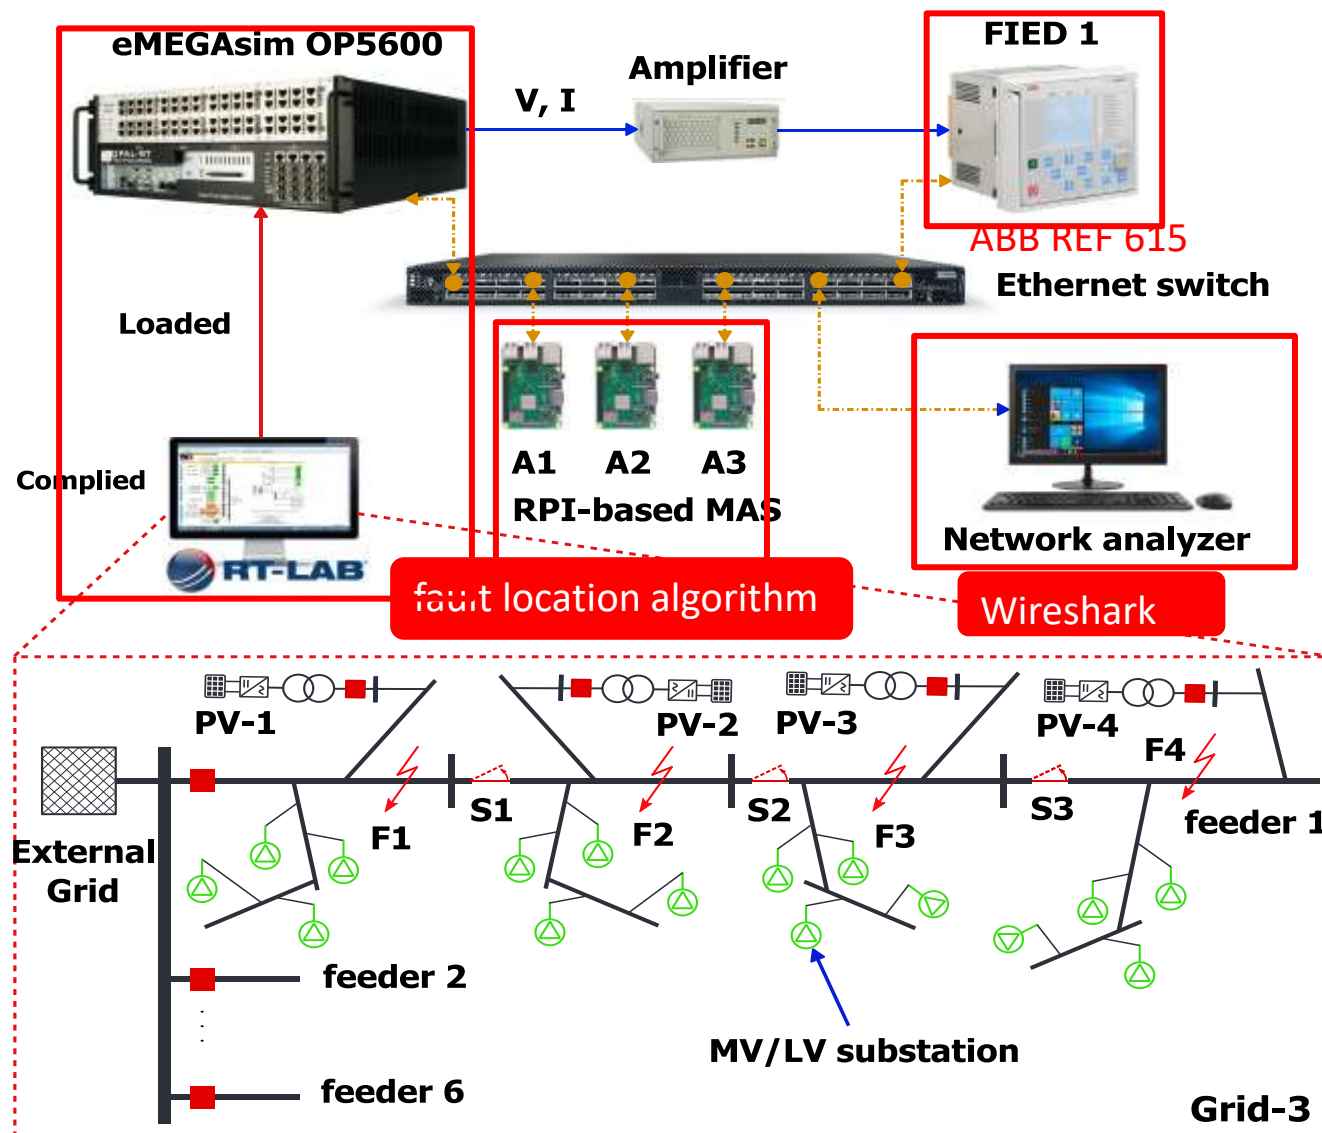 eMEGAsim OP5600
FIED 1
Amplifier
V, I
OPAL-RT
ABB REF 615
Ethernet switch
Loaded
A1
A2
A3
Complied
RPI-based MAS
Network analyzer
RT-LAB
fault location algorithm
Wireshark
PV-1
PV-2
PV-3
PV-4
F4
S1
S2
S3
F1
F2
F3
feeder 1
External
Grid
feeder 2
MV/LV substation
feeder 6
Grid-3